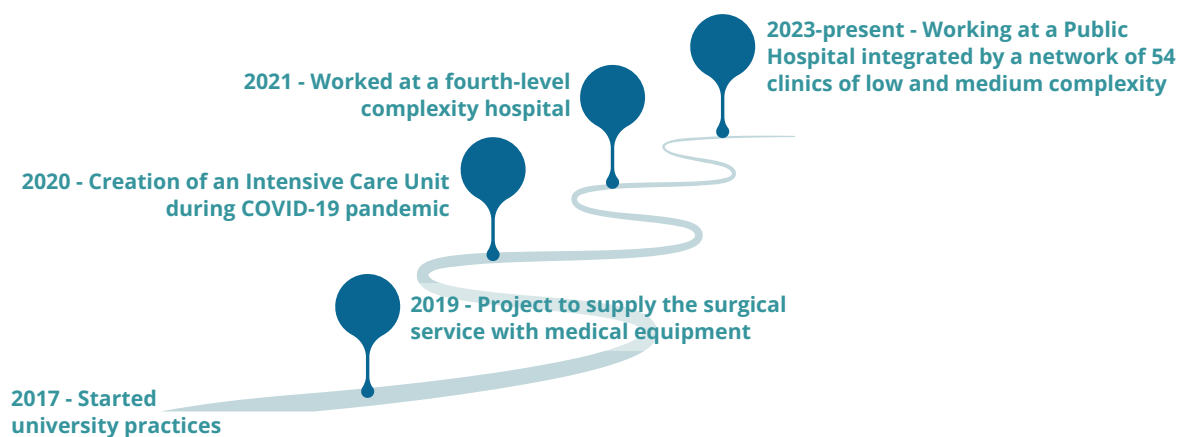 2023-present - Working at a Public
Hospital integrated by a network of 54
clinics of low and medium complexity
2021 - Worked at a fourth-level
complexity hospital
2020 - Creation of an Intensive Care Unit
during COVID-19 pandemic
2019 - Project to supply the surgical
service with medical equipment
2017 - Started
university practices